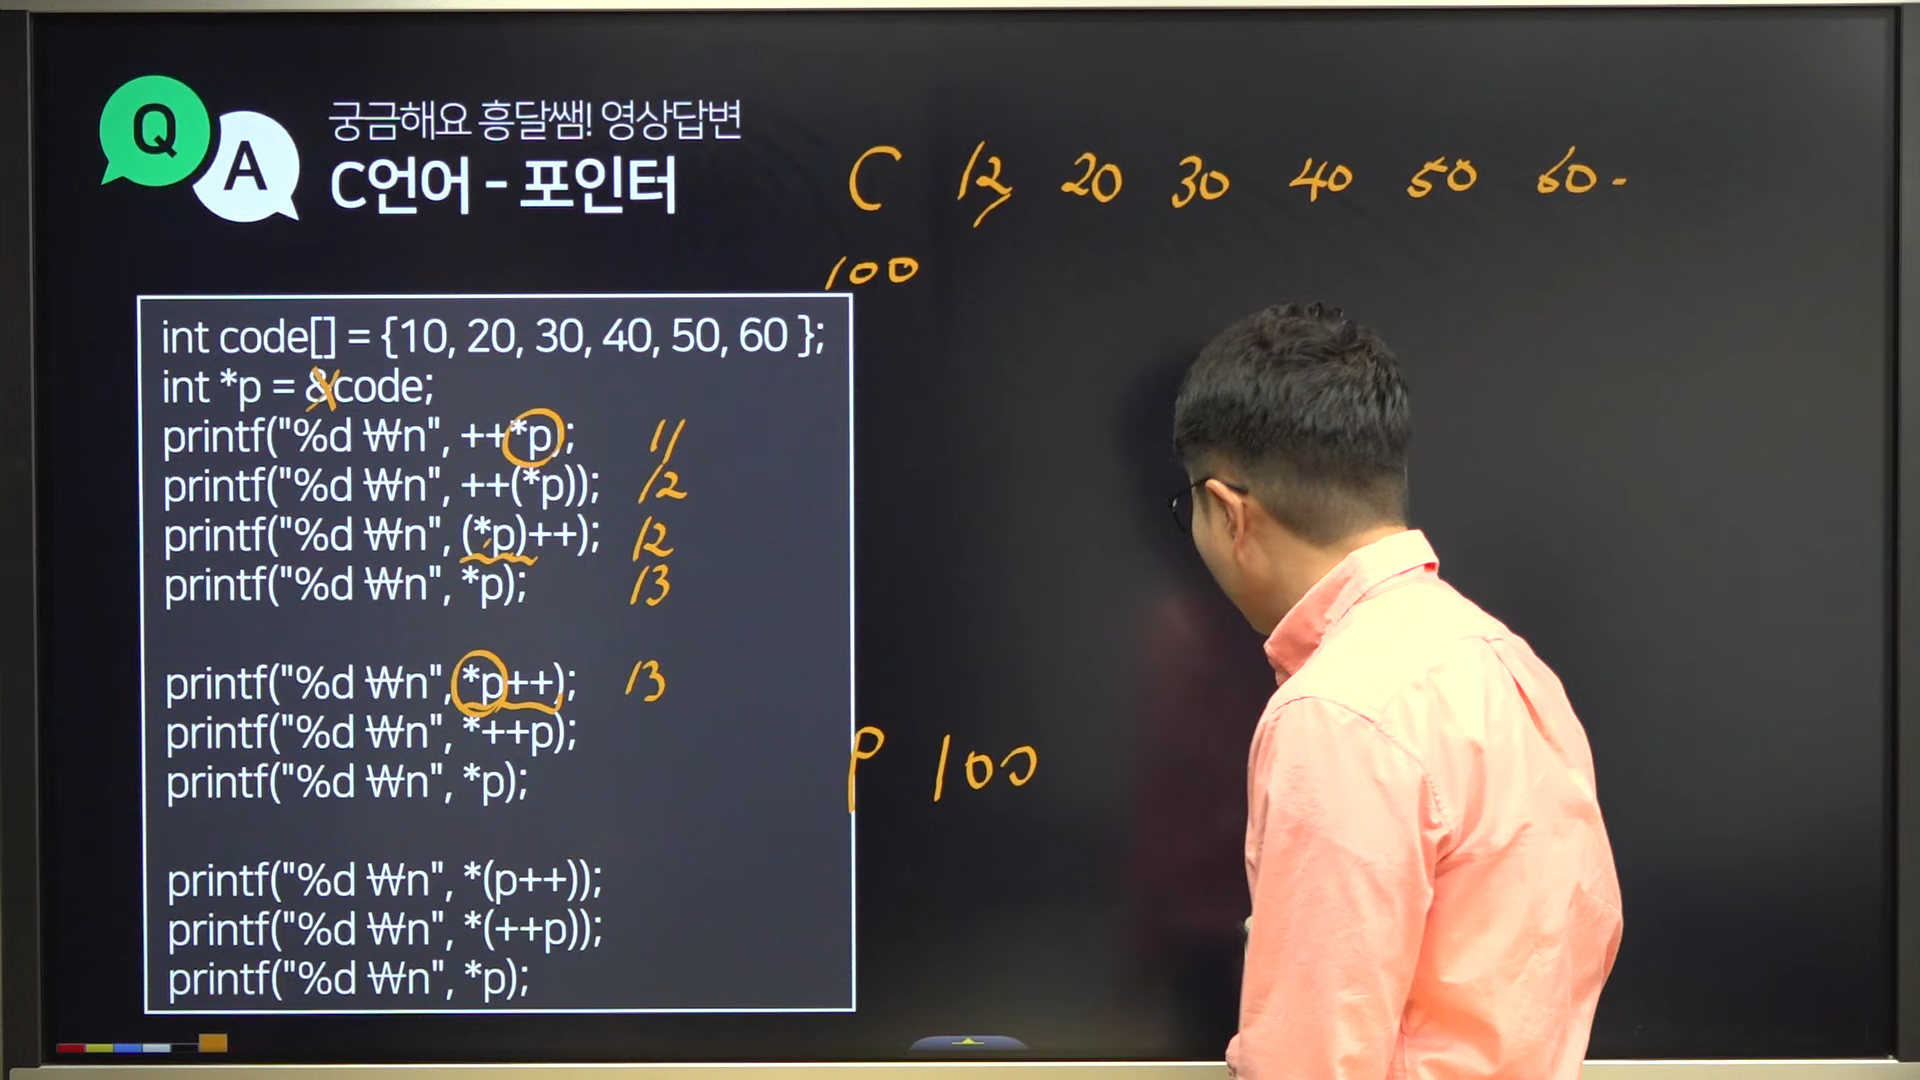 Q
A
궁금해요 흥달쌤! 영상답변
C언어 - 포인터
C 12 20 30 40 50 60
100
int code[] = {10, 20, 30, 40, 50, 60 };
int *p = &code;
printf("%d ₩n", ++*p); 11
printf("%d ₩n", ++(*p)); 12
printf("%d ₩n", (*p)++); 12
printf("%d ₩n", *p); 13
printf("%d ₩n", *p++); 13
printf("%d ₩n", *++p);
P 100
printf("%d ₩n", *p);
printf("%d ₩n", *(p++));
printf("%d ₩n", *(++p));
printf("%d ₩n", *p);